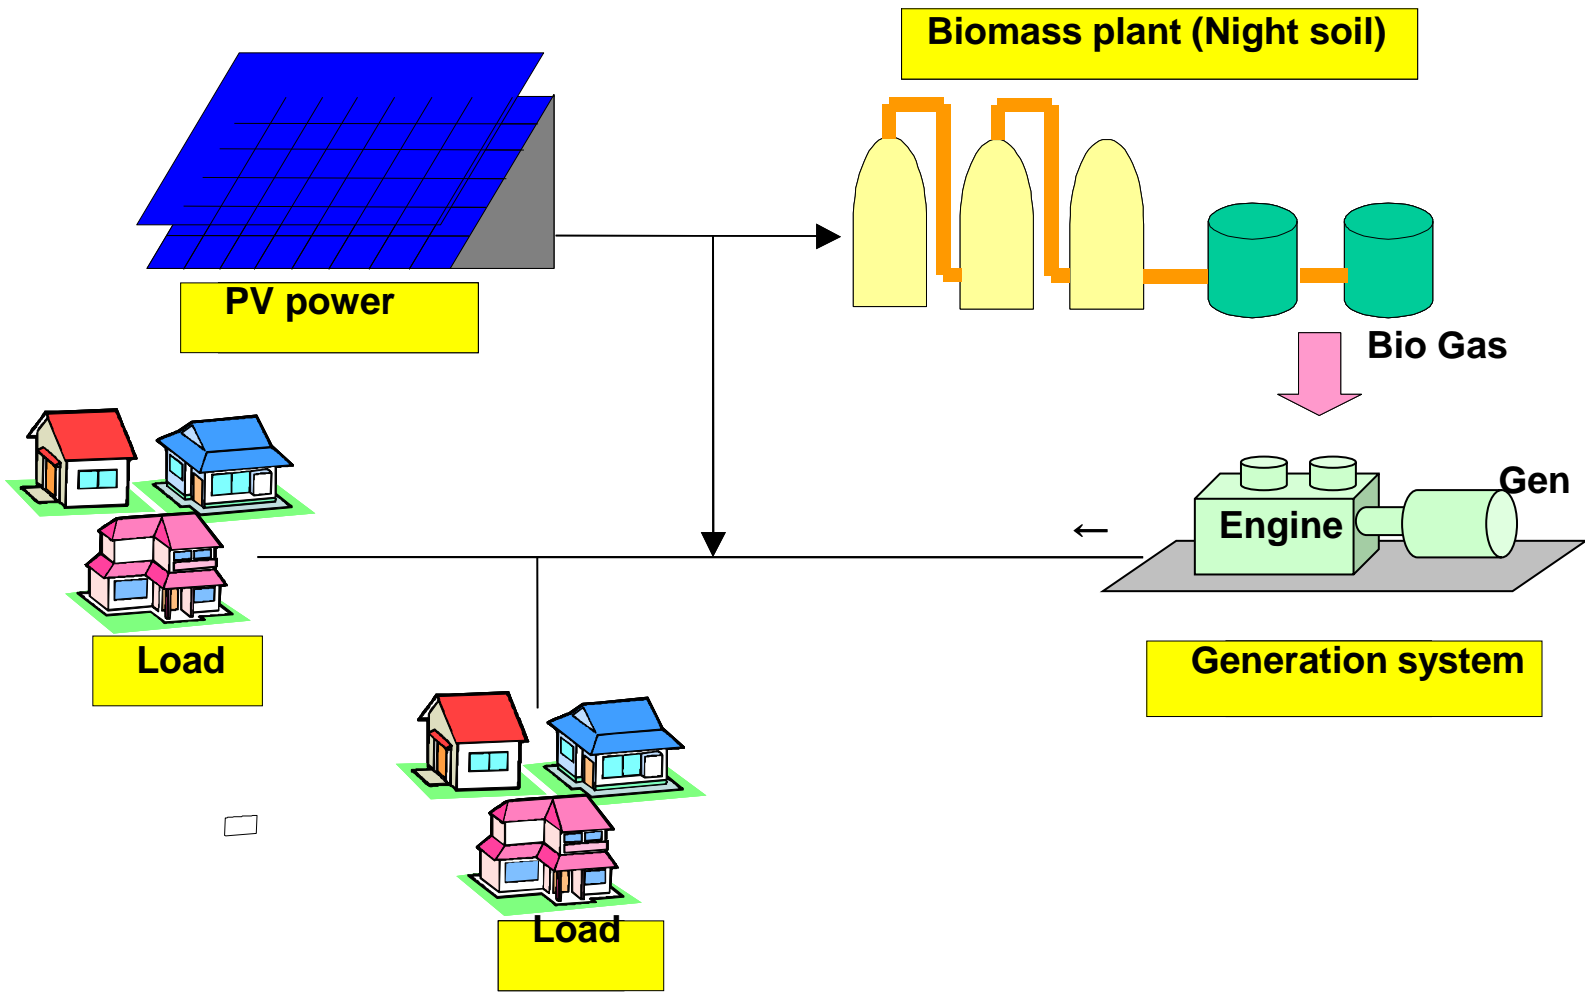 Biomass plant (Night soil)
PV power
Bio Gas
Gen
Engine
←
Load
Generation system
Load